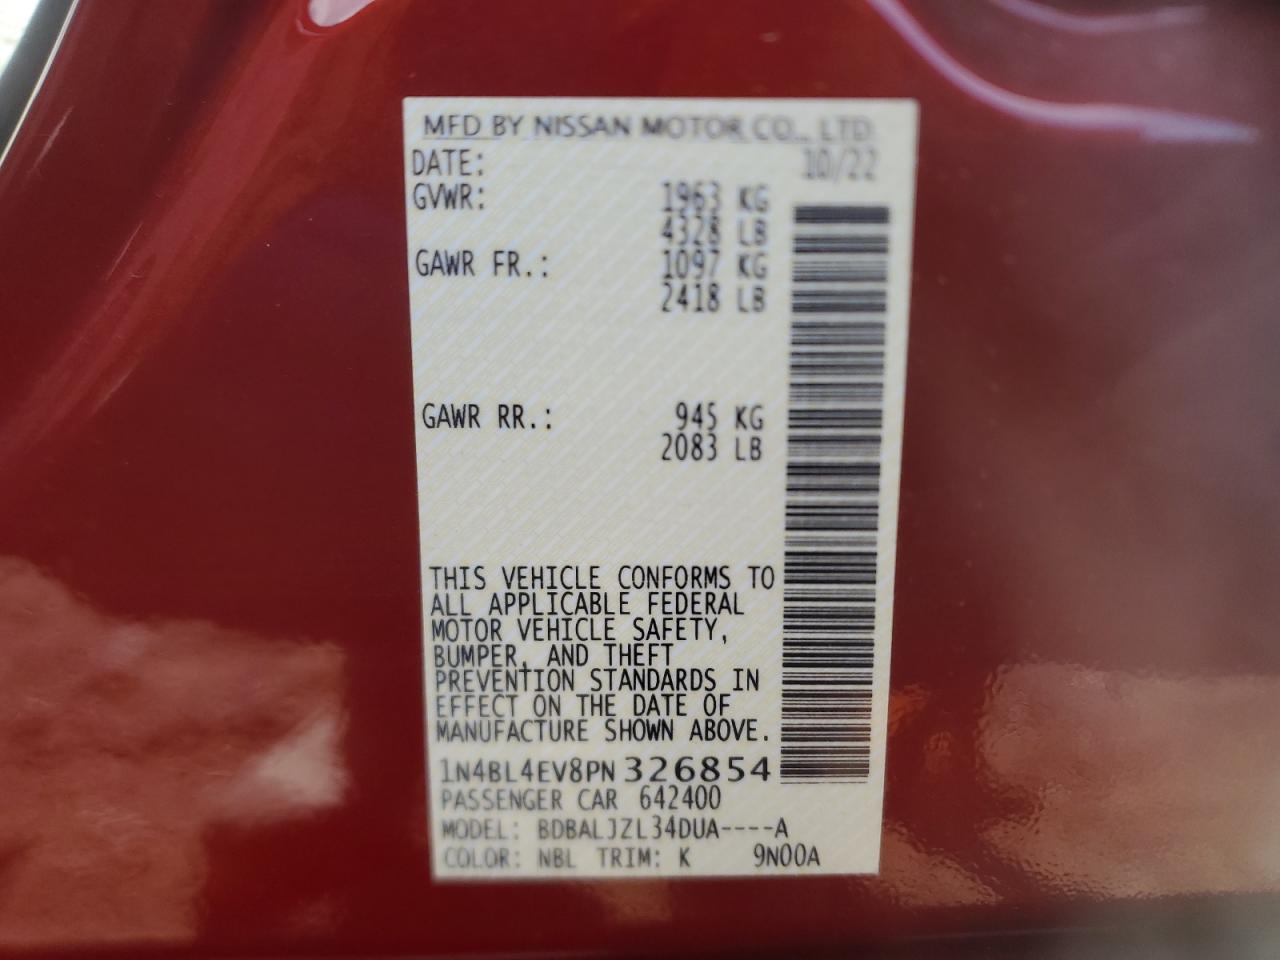 MFD BY NISSAN MOTOR CO., LTD.
DATE: 10/22
GVWR: 1963 KG
4328 LB
GAWR FR.: 1097 KG
2418 LB
GAWR RR.: 945 KG
2083 LB
THIS VEHICLE CONFORMS TO
ALL APPLICABLE FEDERAL
MOTOR VEHICLE SAFETY,
BUMPER, AND THEFT
PREVENTION STANDARDS IN
EFFECT ON THE DATE OF
MANUFACTURE SHOWN ABOVE.
1N4BL4EV8PN326854
PASSENGER CAR 642400
MODEL: BDBALJZL34DUA----A
COLOR: NBL TRIM: K 9N00A